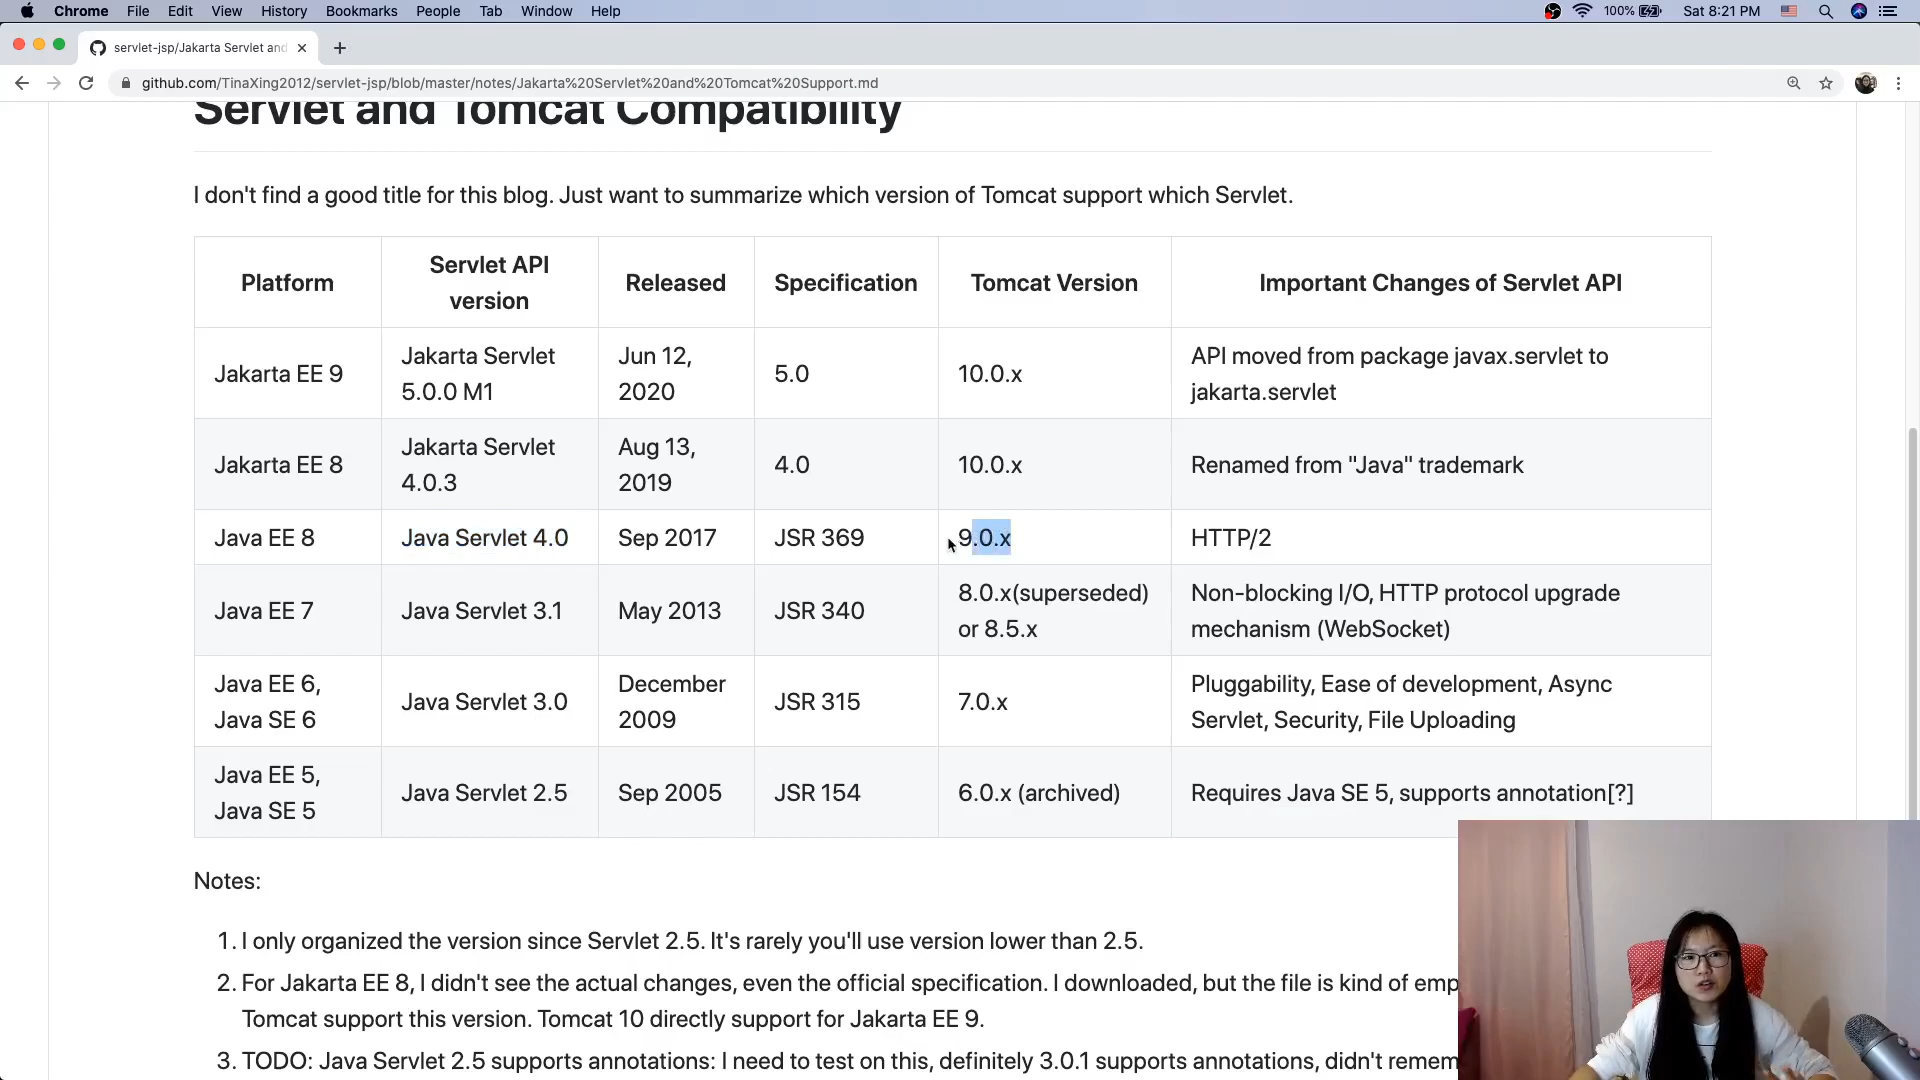 Chrome File Edit View History Bookmarks People Tab Window Help 100% Sat 8:21 PM
servlet-jsp/Jakarta Servlet and
github.com/TinaXing2012/servlet-jsp/blob/master/notes/Jakarta%20Servlet%20and%20Tomcat%20Support.md
Servlet and Tomcat Compatibility
I don't find a good title for this blog. Just want to summarize which version of Tomcat support which Servlet.
Platform
Servlet API
version
Released
Specification
Tomcat Version
Important Changes of Servlet API
Jakarta EE 9
Jakarta Servlet
5.0.0 M1
Jun 12,
2020
5.0
10.0.x
API moved from package javax.servlet to
jakarta.servlet
Jakarta EE 8
Jakarta Servlet
4.0.3
Aug 13,
2019
4.0
10.0.x
Renamed from "Java" trademark
Java EE 8
Java Servlet 4.0
Sep 2017
JSR 369
9.0.x
HTTP/2
Java EE 7
Java Servlet 3.1
May 2013
JSR 340
8.0.x(superseded)
or 8.5.x
Non-blocking I/O, HTTP protocol upgrade
mechanism (WebSocket)
Java EE 6,
Java SE 6
Java Servlet 3.0
December
2009
JSR 315
7.0.x
Pluggability, Ease of development, Async
Servlet, Security, File Uploading
Java EE 5,
Java SE 5
Java Servlet 2.5
Sep 2005
JSR 154
6.0.x (archived)
Requires Java SE 5, supports annotation[?]
Notes:
1. I only organized the version since Servlet 2.5. It's rarely you'll use version lower than 2.5.
2. For Jakarta EE 8, I didn't see the actual changes, even the official specification. I downloaded, but the file is kind of emp
Tomcat support this version. Tomcat 10 directly support for Jakarta EE 9.
3. TODO: Java Servlet 2.5 supports annotations: I need to test on this, definitely 3.0.1 supports annotations, didn't remem